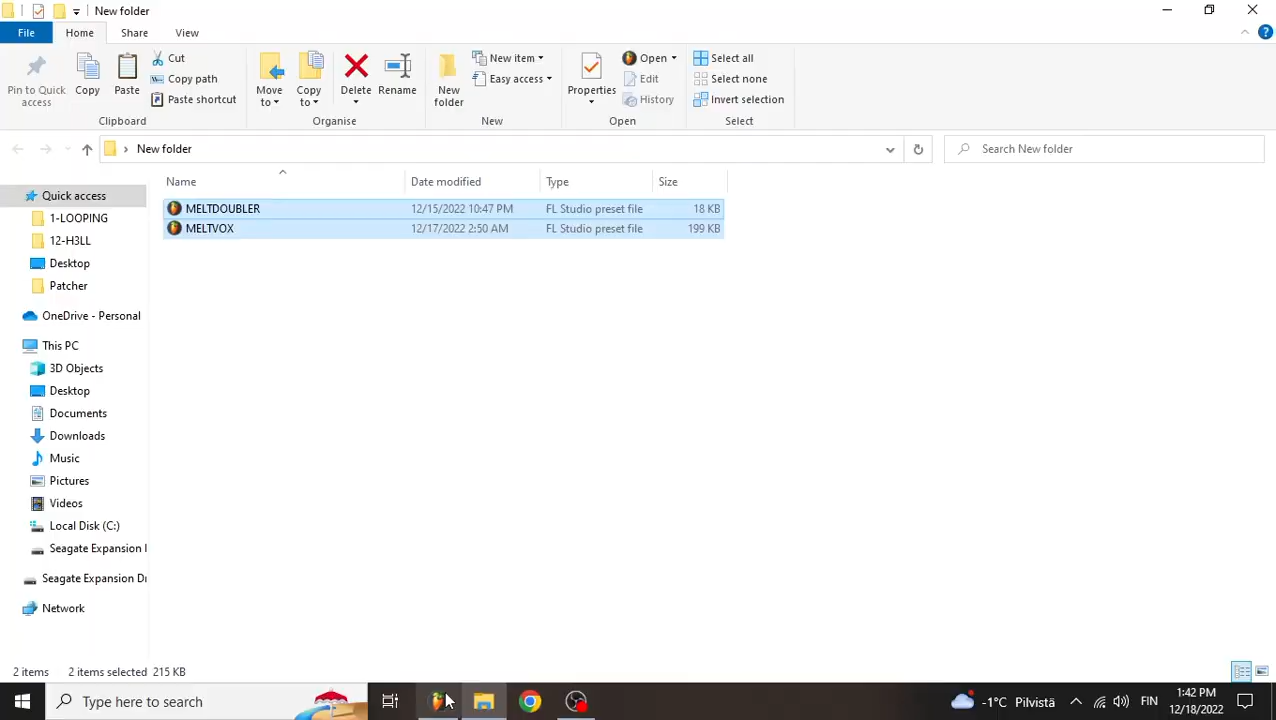 New folder
File Home Share View
Pin to Quick access
Copy
Paste
Cut
Copy path
Paste shortcut
Clipboard
Move to
Copy to
Delete
Rename
Organise
New folder
New item
Easy access
New
Properties
Open
Edit
History
Open
Select all
Select none
Invert selection
Select
New folder
Search New folder
Name Date modified Type Size
MELTDOUBLER 12/15/2022 10:47 PM FL Studio preset file 18 KB
MELTVOX 12/17/2022 2:50 AM FL Studio preset file 199 KB
Quick access
1-LOOPING
12-H3LL
Desktop
Patcher
OneDrive - Personal
This PC
3D Objects
Desktop
Documents
Downloads
Music
Pictures
Videos
Local Disk (C:)
Seagate Expansion
Seagate Expansion
Network
2 items 2 items selected 215 KB
Type here to search
-1°C Pilvistä FIN
1:42 PM
12/18/2022